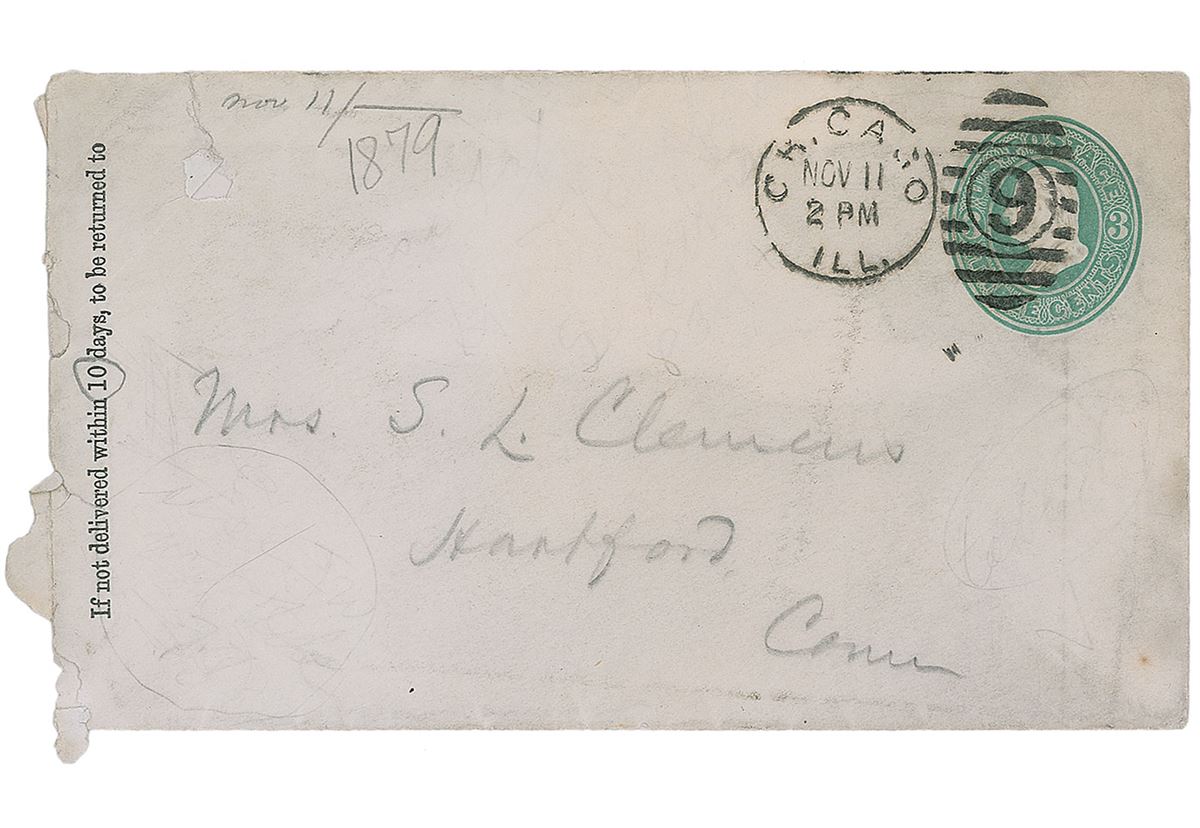 nov. 11/
1879
CHICAGO
NOV 11
2 PM
ILL.
9
3
CENTS
If not delivered within 10 days, to be returned to
Mrs. S. L. Clemens
Hartford,
Conn